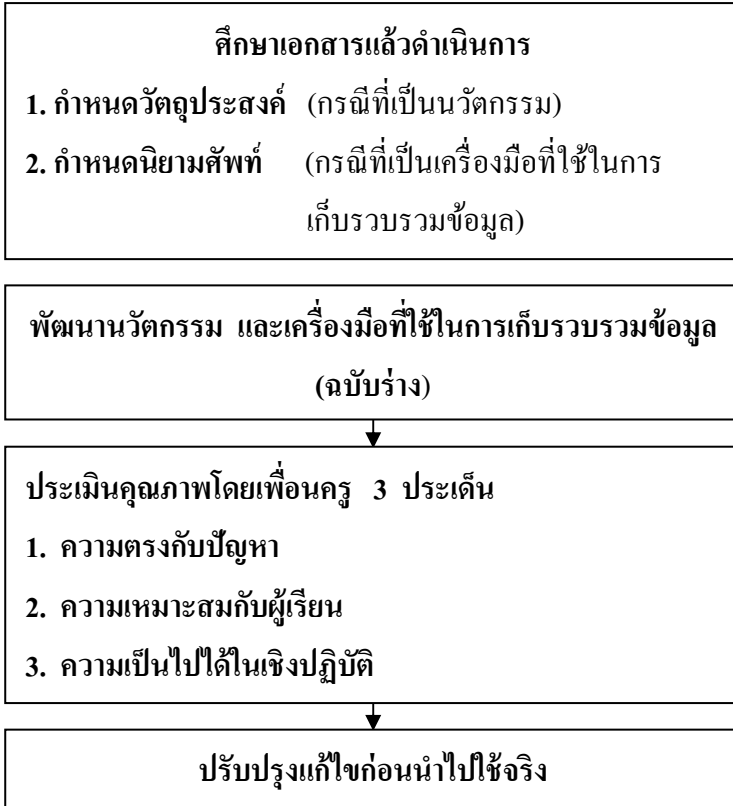 ศึกษาเอกสารแล้วดำเนินการ
1. กำหนดวัตถุประสงค์ (กรณีที่เป็นนวัตกรรม)
2. กำหนดนิยามศัพท์ (กรณีที่เป็นเครื่องมือที่ใช้ในการ
เก็บรวบรวมข้อมูล)
พัฒนานวัตกรรม และเครื่องมือที่ใช้ในการเก็บรวบรวมข้อมูล
(ฉบับร่าง)
ประเมินคุณภาพโดยเพื่อนครู 3 ประเด็น
1. ความตรงกับปัญหา
2. ความเหมาะสมกับผู้เรียน
3. ความเป็นไปได้ในเชิงปฏิบัติ
ปรับปรุงแก้ไขก่อนนำไปใช้จริง